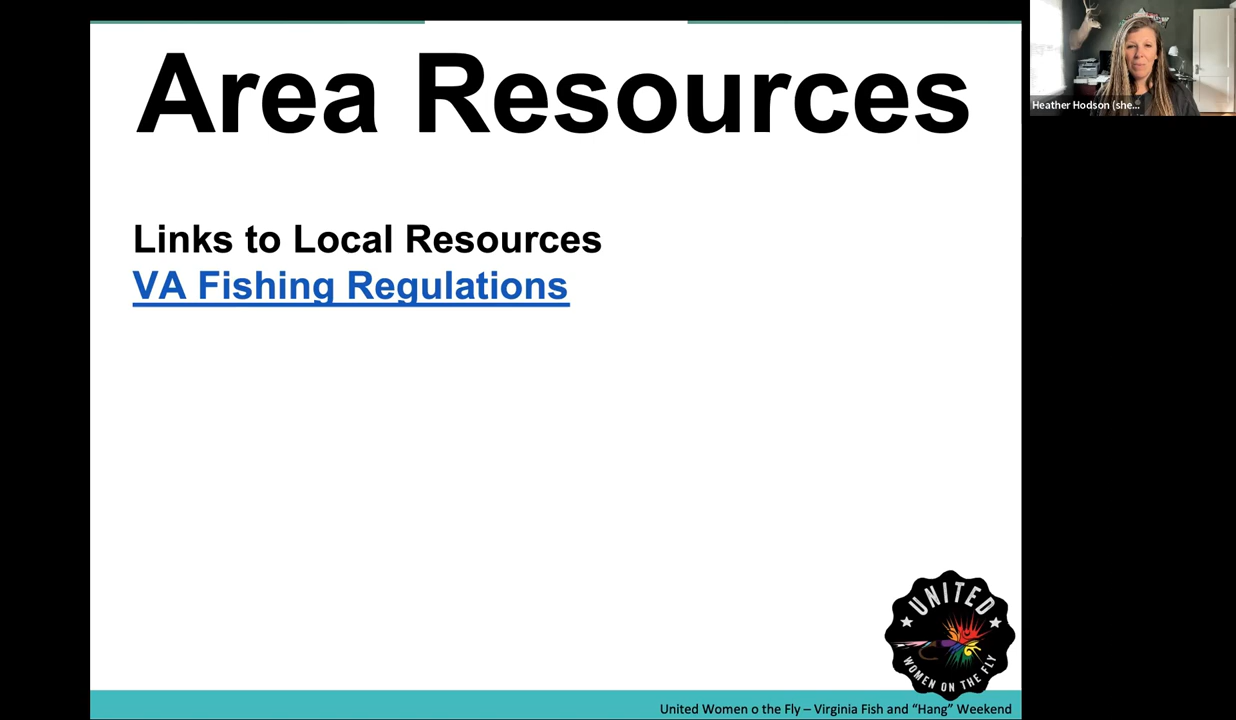 Area Resources
Heather Hodson (she...
Links to Local Resources
VA Fishing Regulations
UNITED
WOMEN ON THE FLY
United Women o the Fly – Virginia Fish and “Hang” Weekend